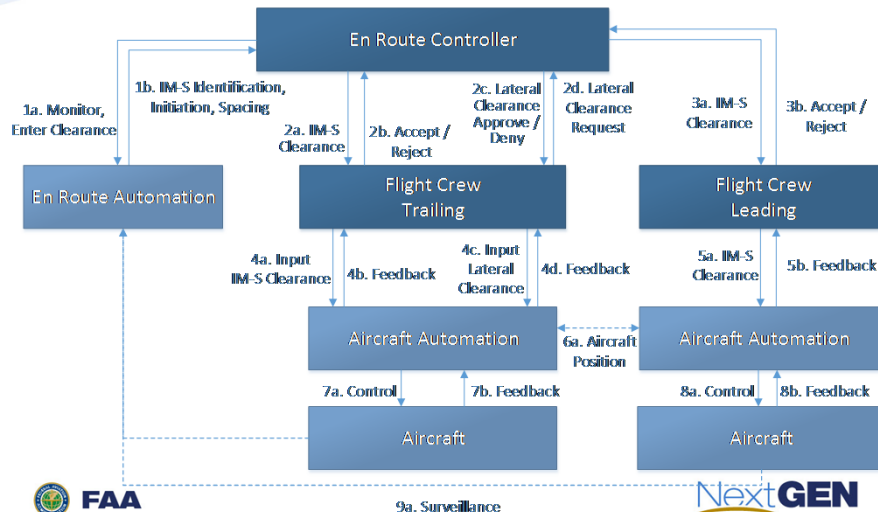 En Route Controller
1a. Monitor,
Enter Clearance
1b. IM-S Identification,
Initiation, Spacing
2a. IM-S
Clearance
2b. Accept /
Reject
2c. Lateral
Clearance
Approve /
Deny
2d. Lateral
Clearance
Request
3a. IM-S
Clearance
3b. Accept /
Reject
En Route Automation
Flight Crew
Trailing
Flight Crew
Leading
4a. Input
IM-S Clearance
4b. Feedback
4c. Input
Lateral
Clearance
4d. Feedback
5a. IM-S
Clearance
5b. Feedback
Aircraft Automation
6a. Aircraft
Position
Aircraft Automation
7a. Control
7b. Feedback
8a. Control
8b. Feedback
Aircraft
Aircraft
FAA
9a. Surveillance
NextGEN